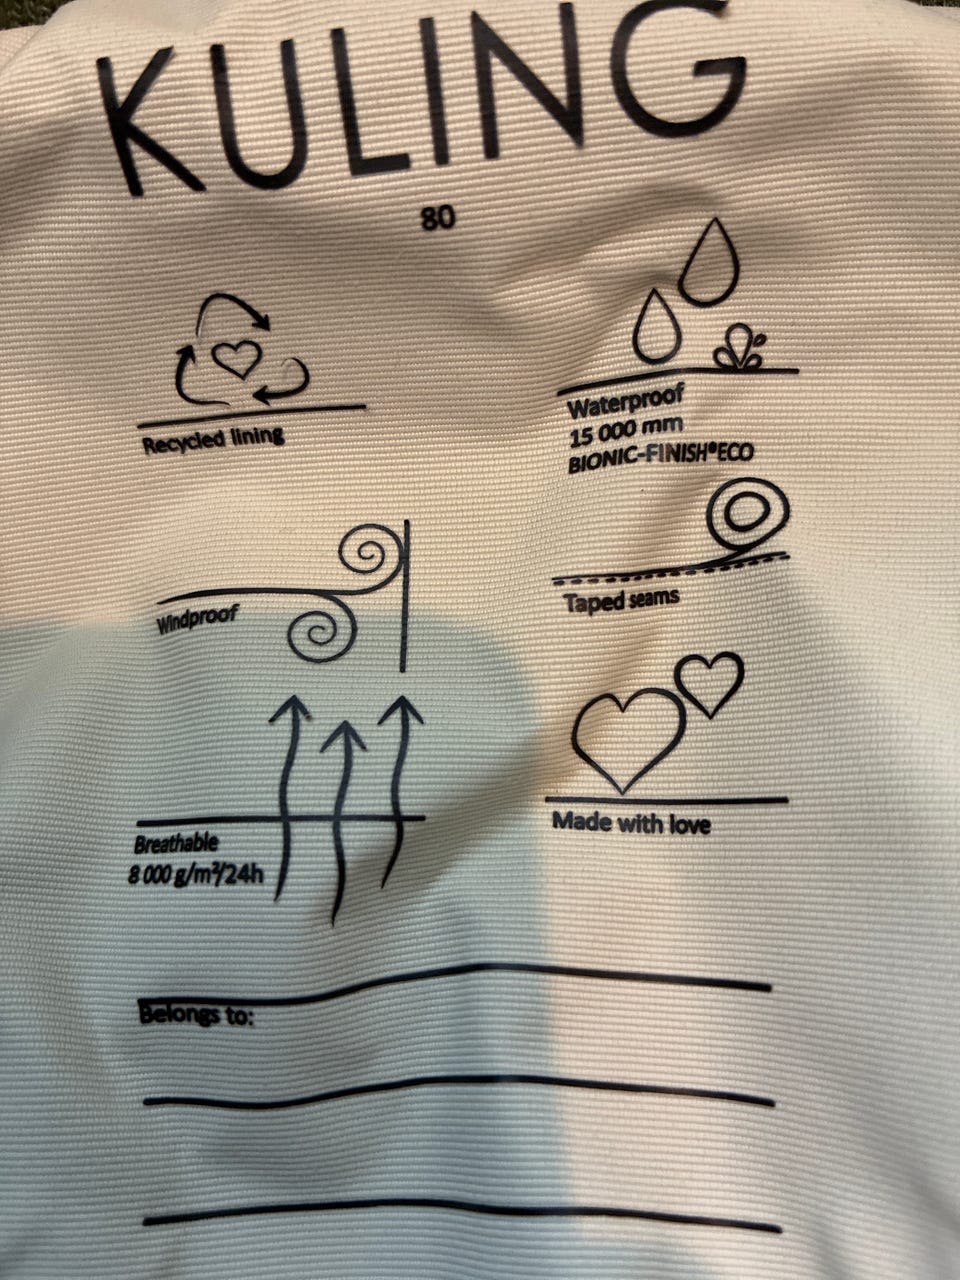 KULING
80
Recycled lining
Waterproof
15 000 mm
BIONIC-FINISH®ECO
Windproof
Taped seams
Breathable
8 000 g/m²/24h
Made with love
Belongs to: